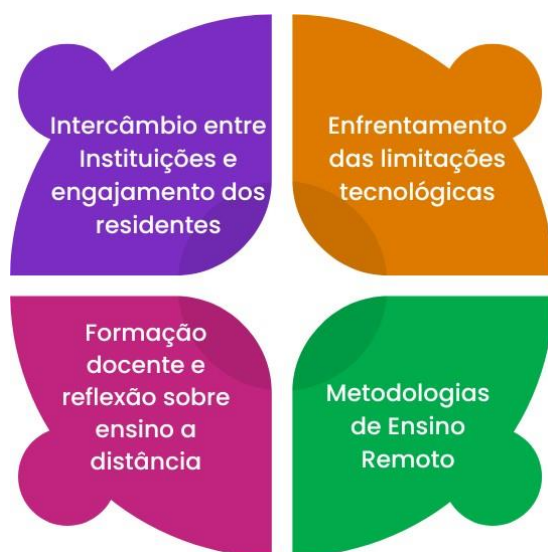 Intercâmbio entre
Instituições e
engajamento dos
residentes
Enfrentamento
das limitações
tecnológicas
Formação
docente e
reflexão sobre
ensino a
distância
Metodologias
de Ensino
Remoto